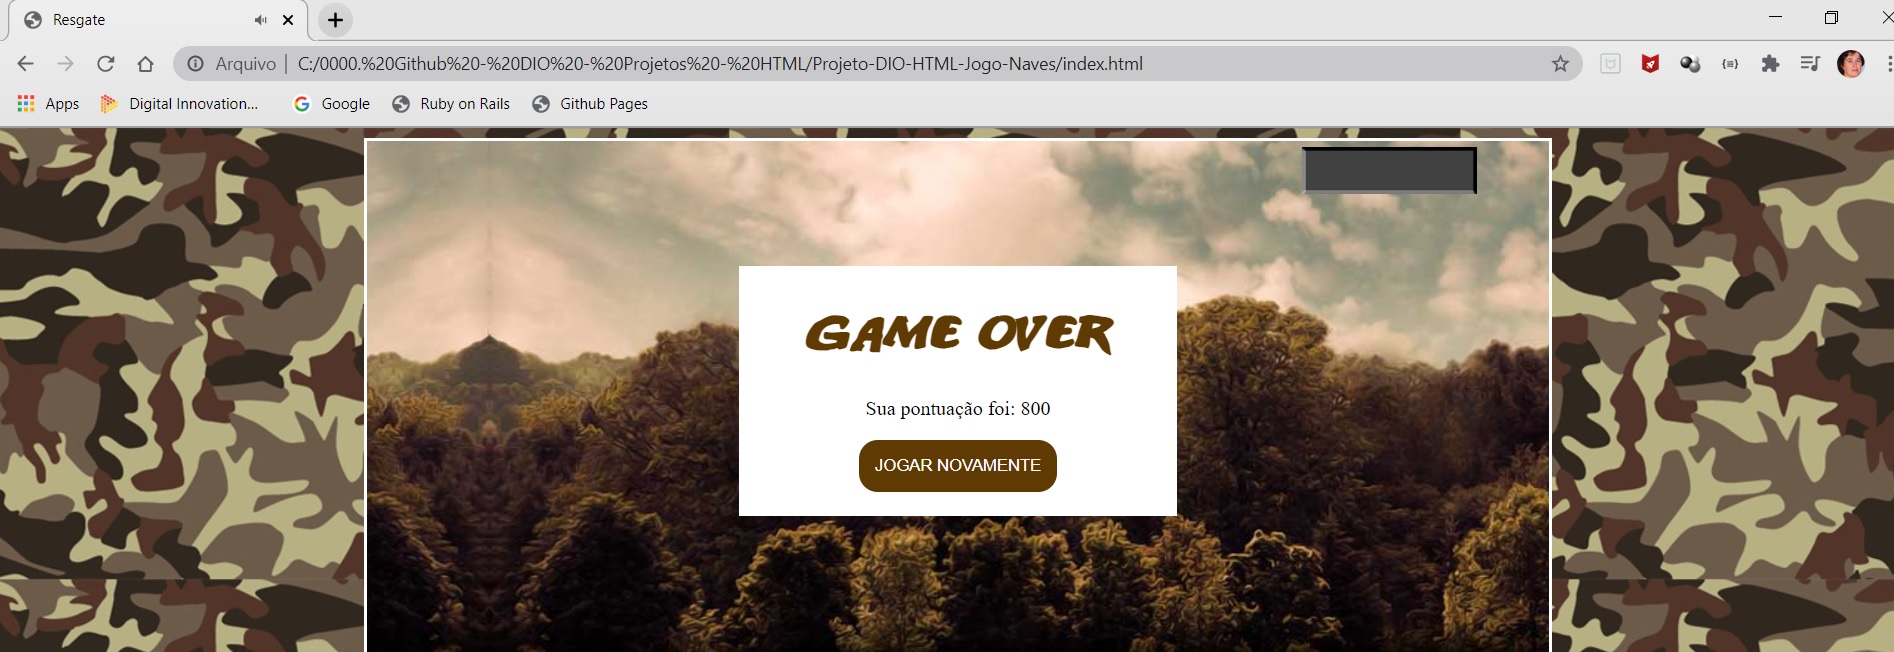 Resgate
Arquivo | C:/0000.%20Github%20-%20DIO%20-%20Projetos%20-%20HTML/Projeto-DIO-HTML-Jogo-Naves/index.html
Apps Digital Innovation... Google Ruby on Rails Github Pages
GAME OVER
Sua pontuação foi: 800
JOGAR NOVAMENTE